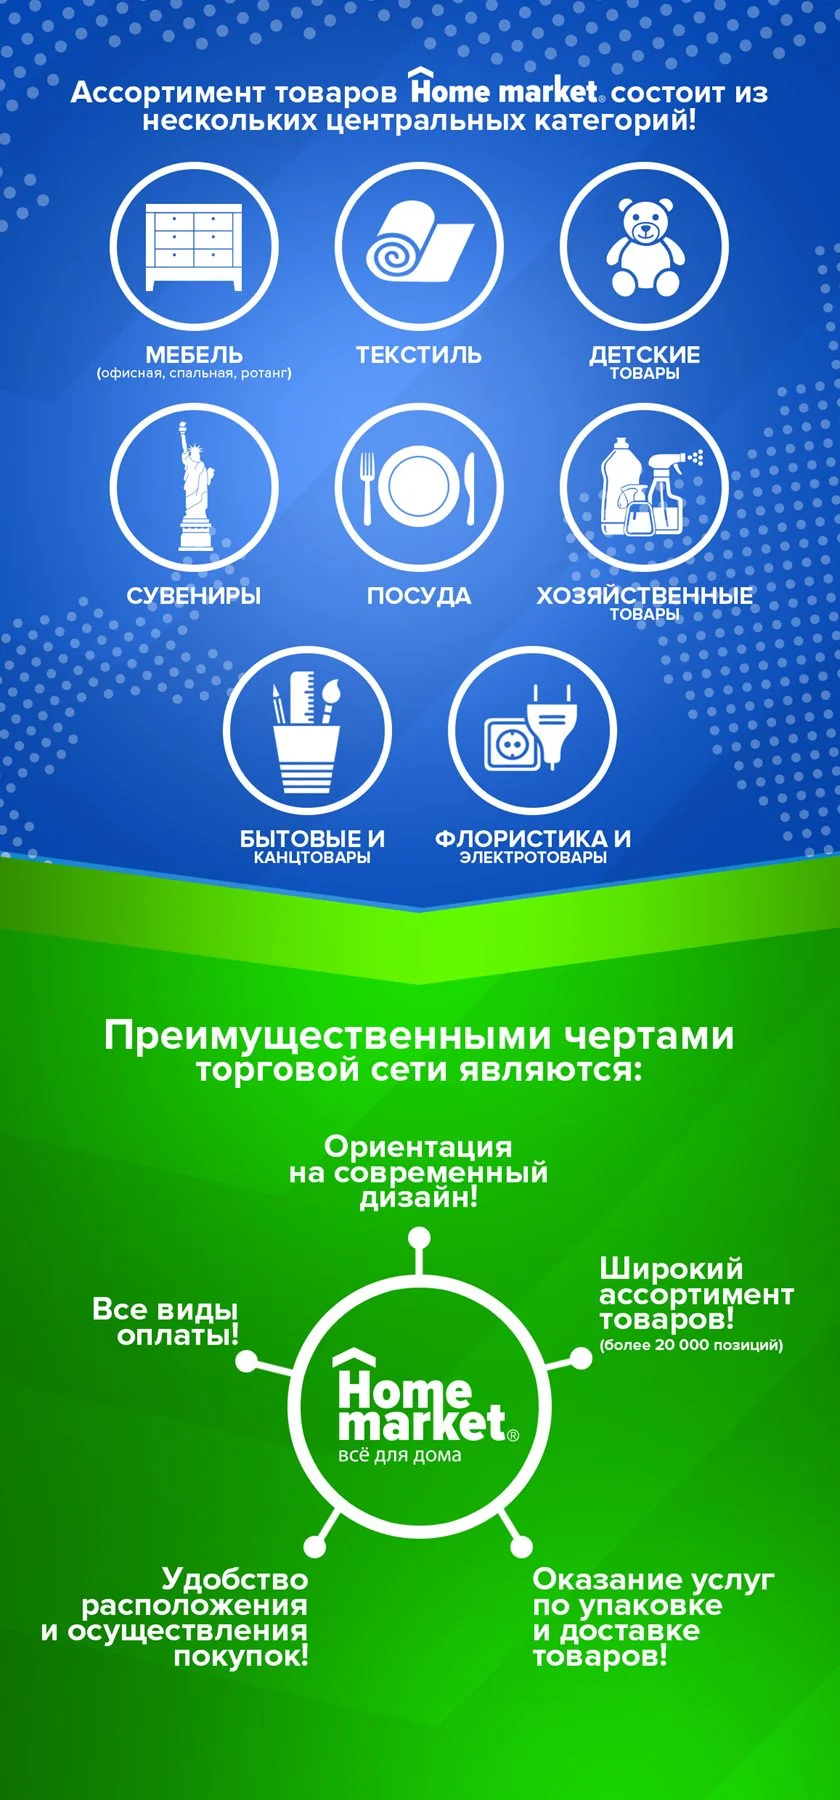 Ассортимент товаров Home market® состоит из
нескольких центральных категорий!
МЕБЕЛЬ
(офисная, спальная, ротанг)
ТЕКСТИЛЬ
ДЕТСКИЕ
ТОВАРЫ
СУВЕНИРЫ
ПОСУДА
ХОЗЯЙСТВЕННЫЕ
ТОВАРЫ
БЫТОВЫЕ И
КАНЦТОВАРЫ
ФЛОРИСТИКА И
ЭЛЕКТРОТОВАРЫ
Преимущественными чертами
торговой сети являются:
Ориентация
на современный
дизайн!
Широкий
ассортимент
товаров!
(более 20 000 позиций)
Все виды
оплаты!
Home
market®
всё для дома
Удобство
расположения
и осуществления
покупок!
Оказание услуг
по упаковке
и доставке
товаров!